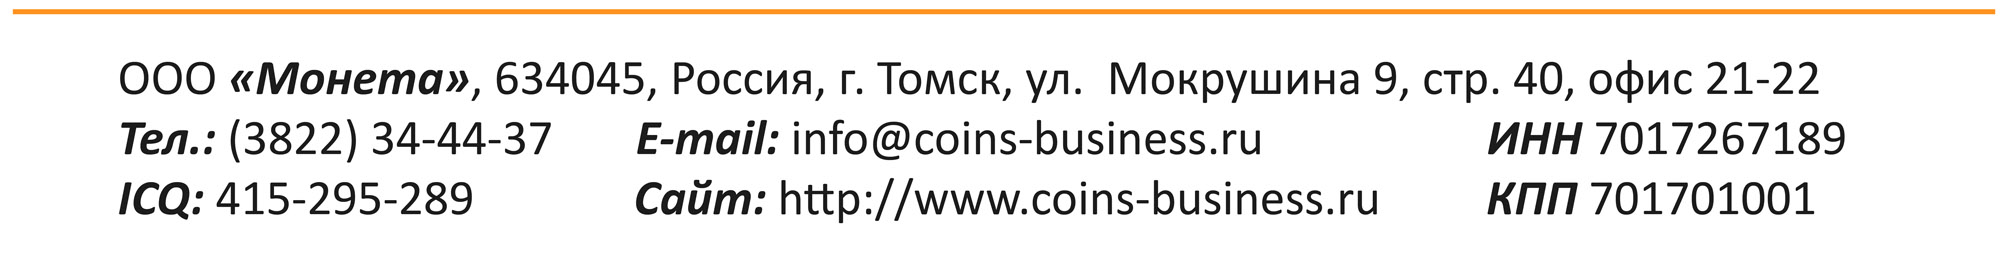 ООО «Монета», 634045, Россия, г. Томск, ул. Мокрушина 9, стр. 40, офис 21-22
Тел.: (3822) 34-44-37 E-mail: info@coins-business.ru ИНН 7017267189
ICQ: 415-295-289 Сайт: http://www.coins-business.ru КПП 701701001